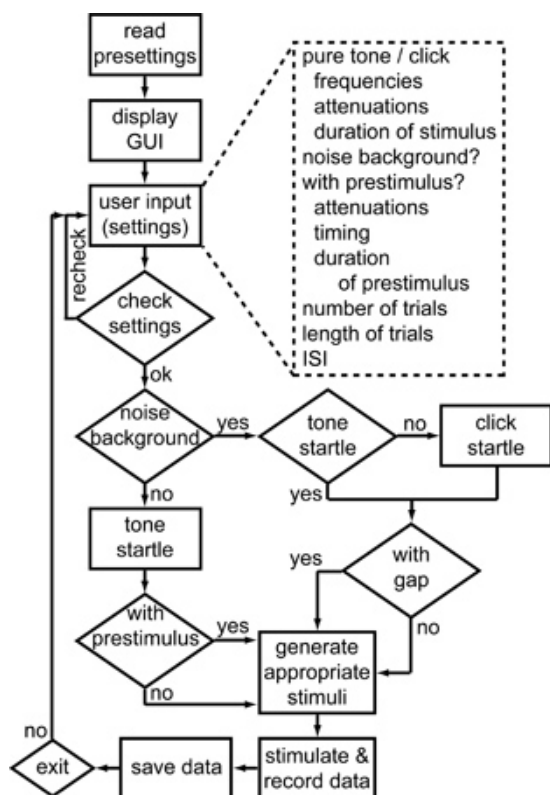 read
presettings
display
GUI
user input
(settings)
recheck
check
settings
ok
pure tone / click
frequencies
attenuations
duration of stimulus
noise background?
with prestimulus?
attenuations
timing
duration
of prestimulus
number of trials
length of trials
ISI
noise
background
yes
tone
startle
no
click
startle
no
yes
tone
startle
with
gap
yes
no
with
prestimulus
yes
no
generate
appropriate
stimuli
stimulate &
record data
save data
exit
no